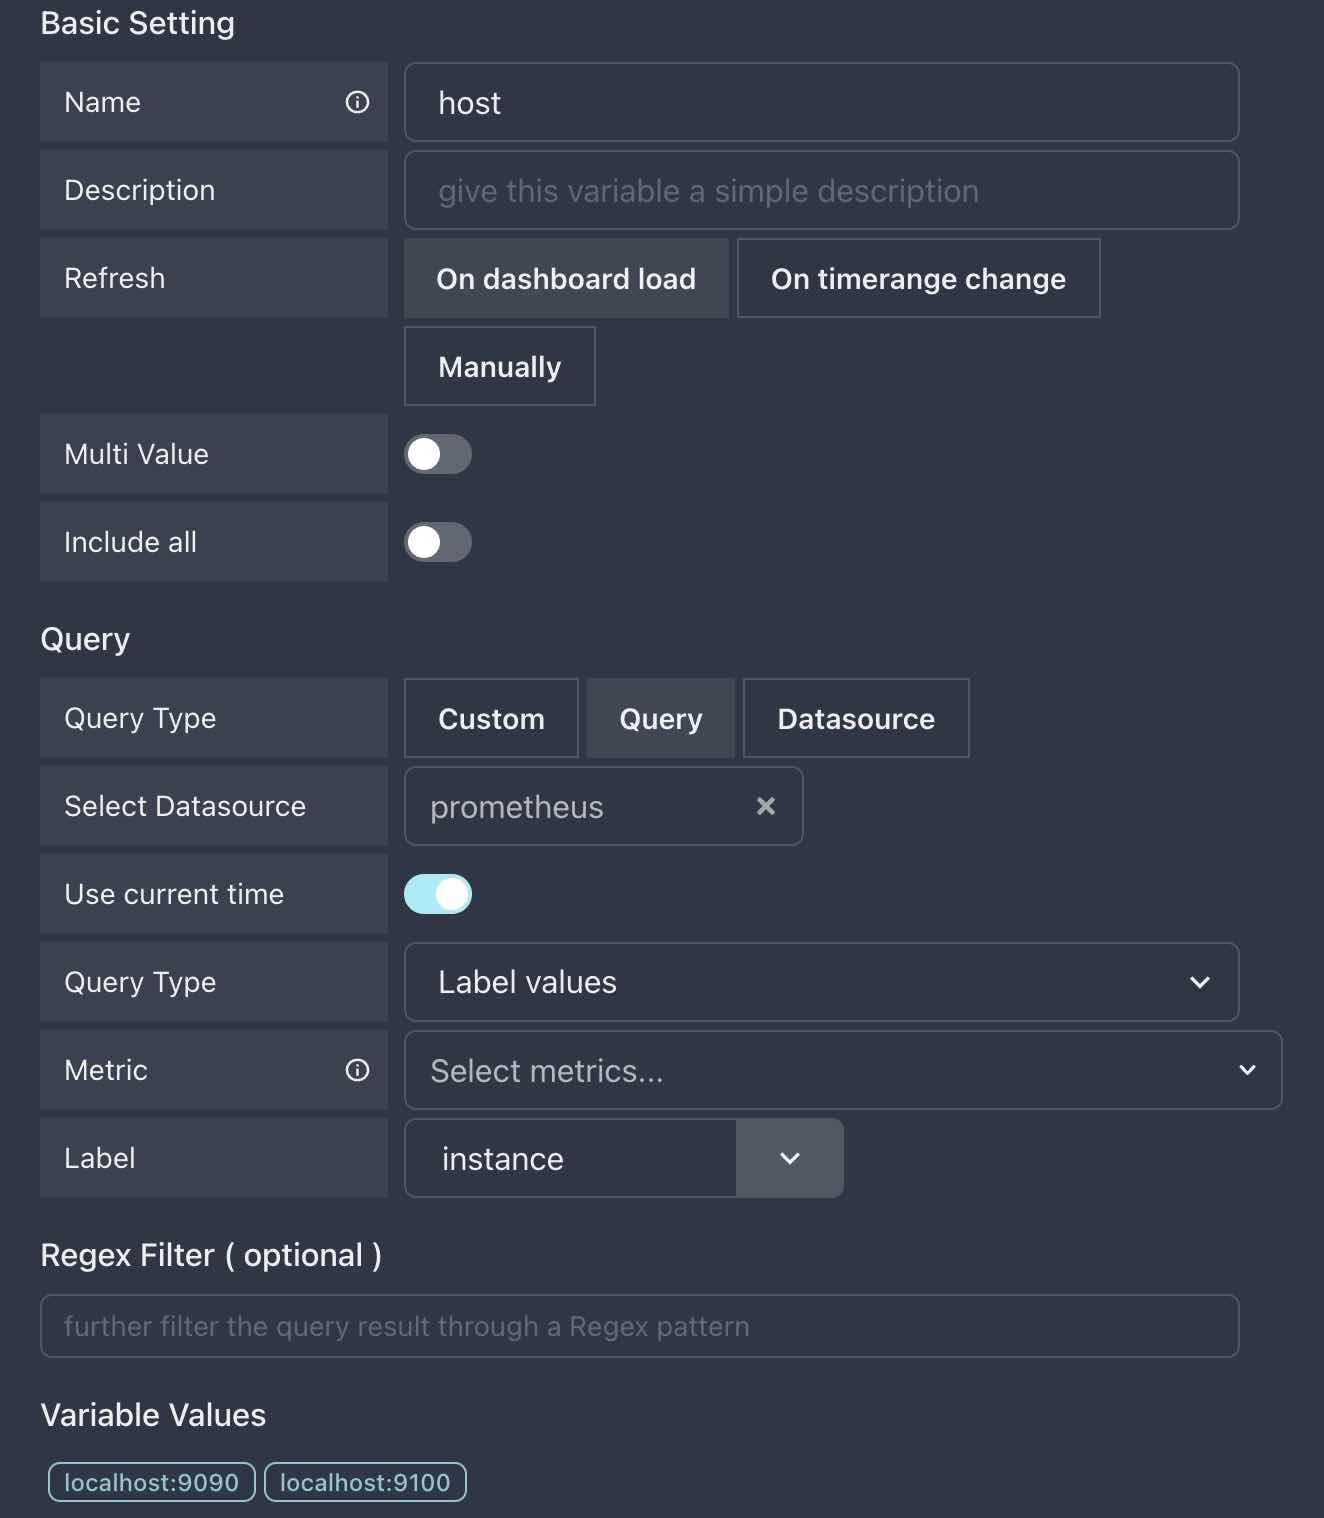 Basic Setting
Name host
Description give this variable a simple description
Refresh On dashboard load On timerange change
Manually
Multi Value
Include all
Query
Query Type Custom Query Datasource
Select Datasource prometheus
Use current time
Query Type Label values
Metric Select metrics...
Label instance
Regex Filter ( optional )
further filter the query result through a Regex pattern
Variable Values
localhost:9090 localhost:9100